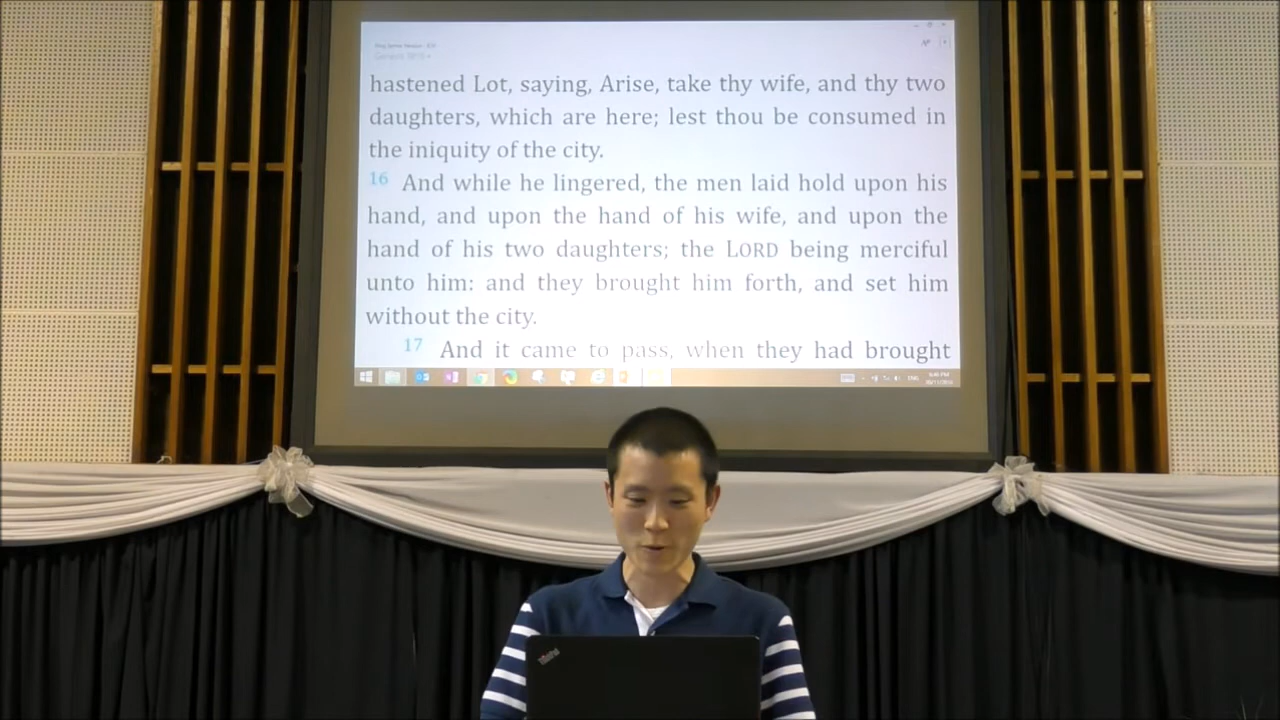 hastened Lot, saying, Arise, take thy wife, and thy two
daughters, which are here; lest thou be consumed in
the iniquity of the city.
16 And while he lingered, the men laid hold upon his
hand, and upon the hand of his wife, and upon the
hand of his two daughters; the LORD being merciful
unto him: and they brought him forth, and set him
without the city.
17 And it came to pass, when they had brought